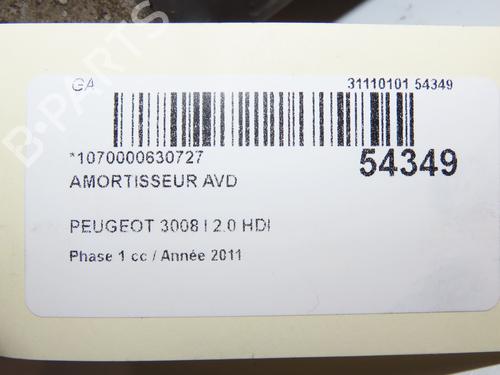 GA 31110101 54349
*1070000630727 54349
AMORTISSEUR AVD
PEUGEOT 3008 I 2.0 HDI
Phase 1 cc / Année 2011
B-PARTS